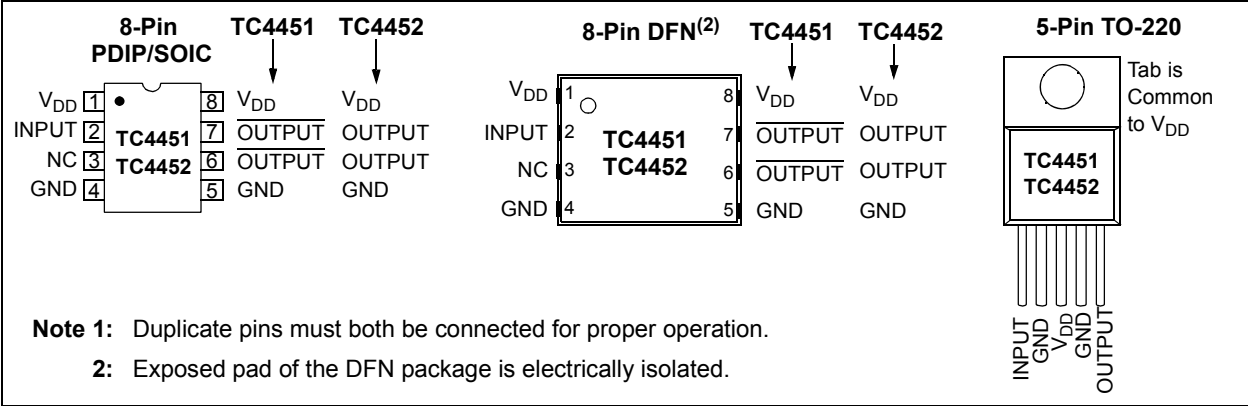 8-Pin
PDIP/SOIC
TC4451
TC4452
VDD 1
INPUT 2
NC 3
GND 4
TC4451
TC4452
8 VDD VDD
7 OUTPUT OUTPUT
6 OUTPUT OUTPUT
5 GND GND
8-Pin DFN(2)
TC4451
TC4452
VDD 1
INPUT 2
NC 3
GND 4
TC4451
TC4452
8 VDD VDD
7 OUTPUT OUTPUT
6 OUTPUT OUTPUT
5 GND GND
5-Pin TO-220
Tab is
Common
to VDD
TC4451
TC4452
INPUT
GND
VDD
GND
OUTPUT
Note 1: Duplicate pins must both be connected for proper operation.
2: Exposed pad of the DFN package is electrically isolated.